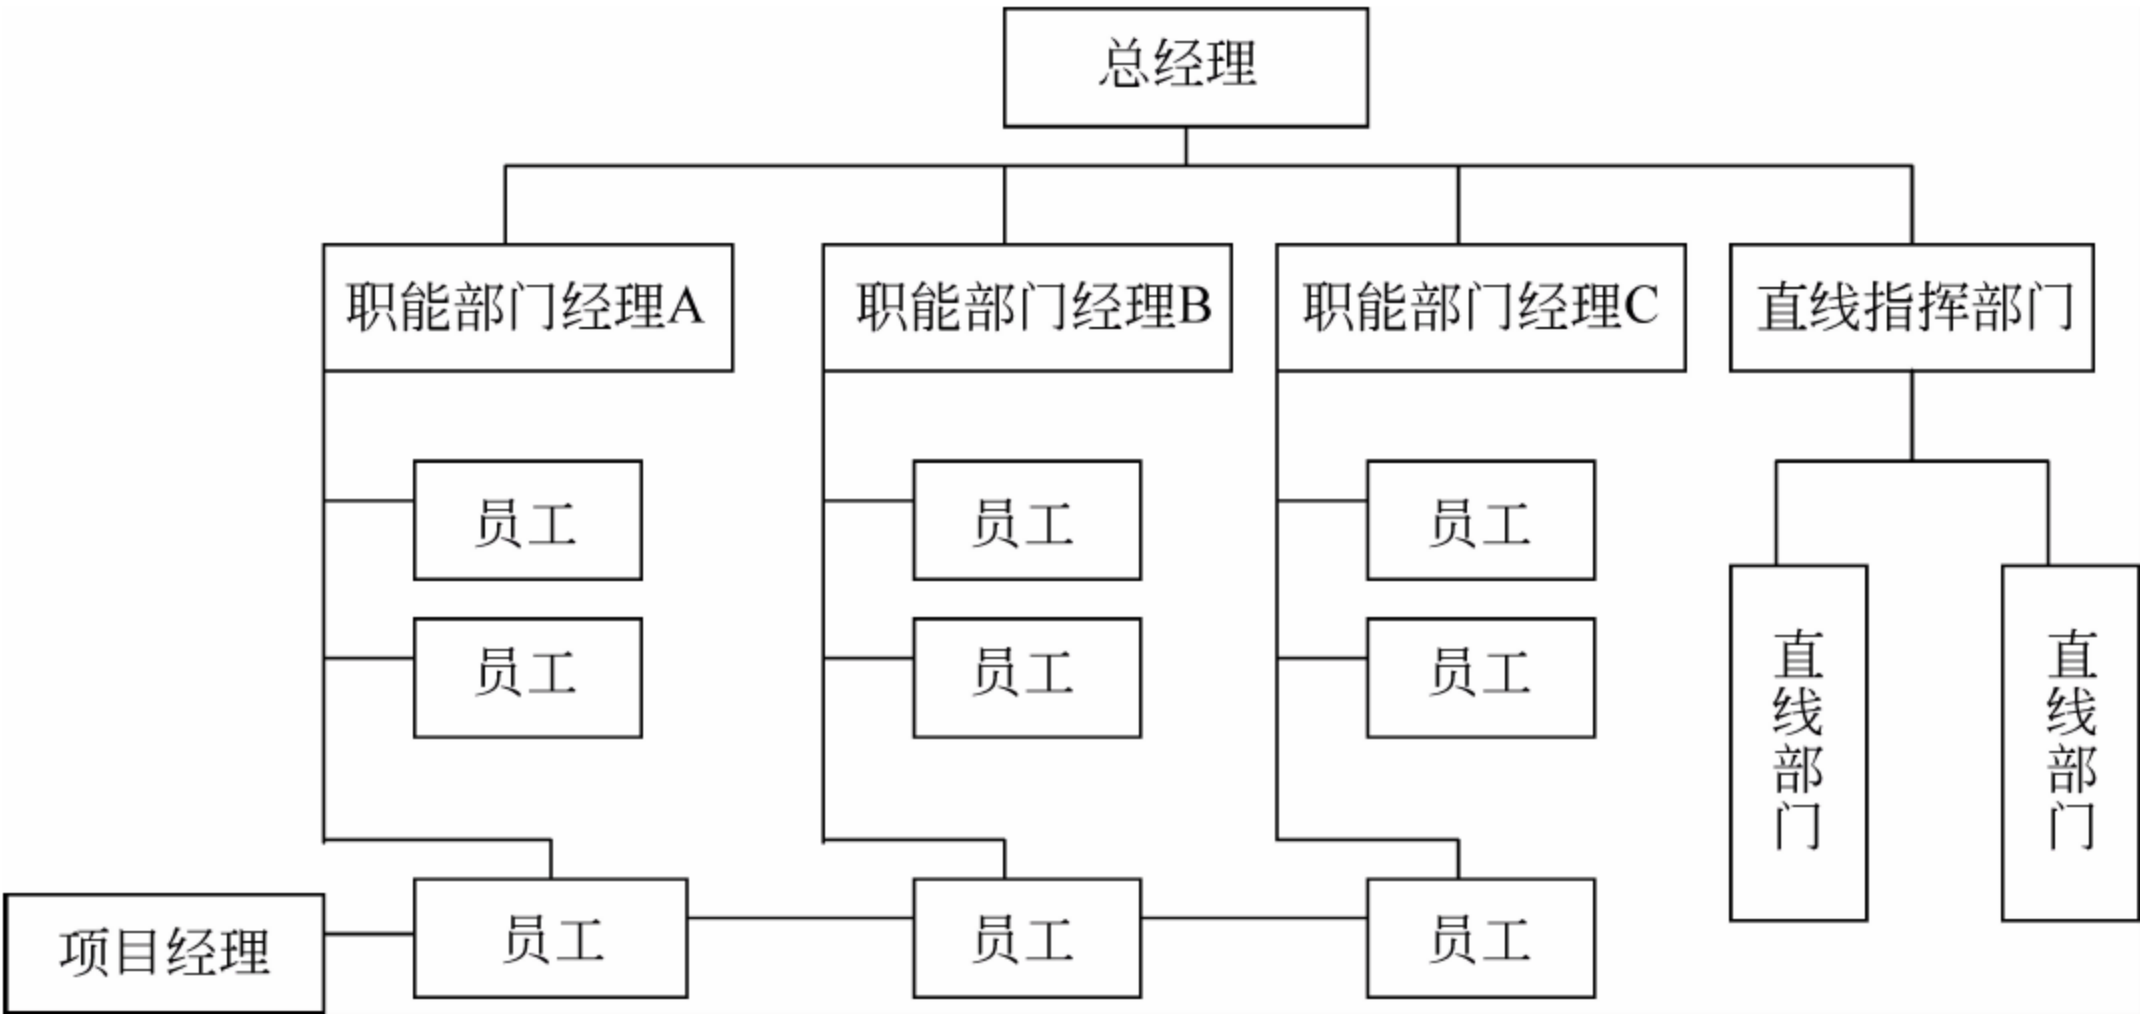 总经理
职能部门经理A
职能部门经理B
职能部门经理C
直线指挥部门
员工
员工
员工
员工
员工
员工
直线部门
直线部门
项目经理
员工
员工
员工